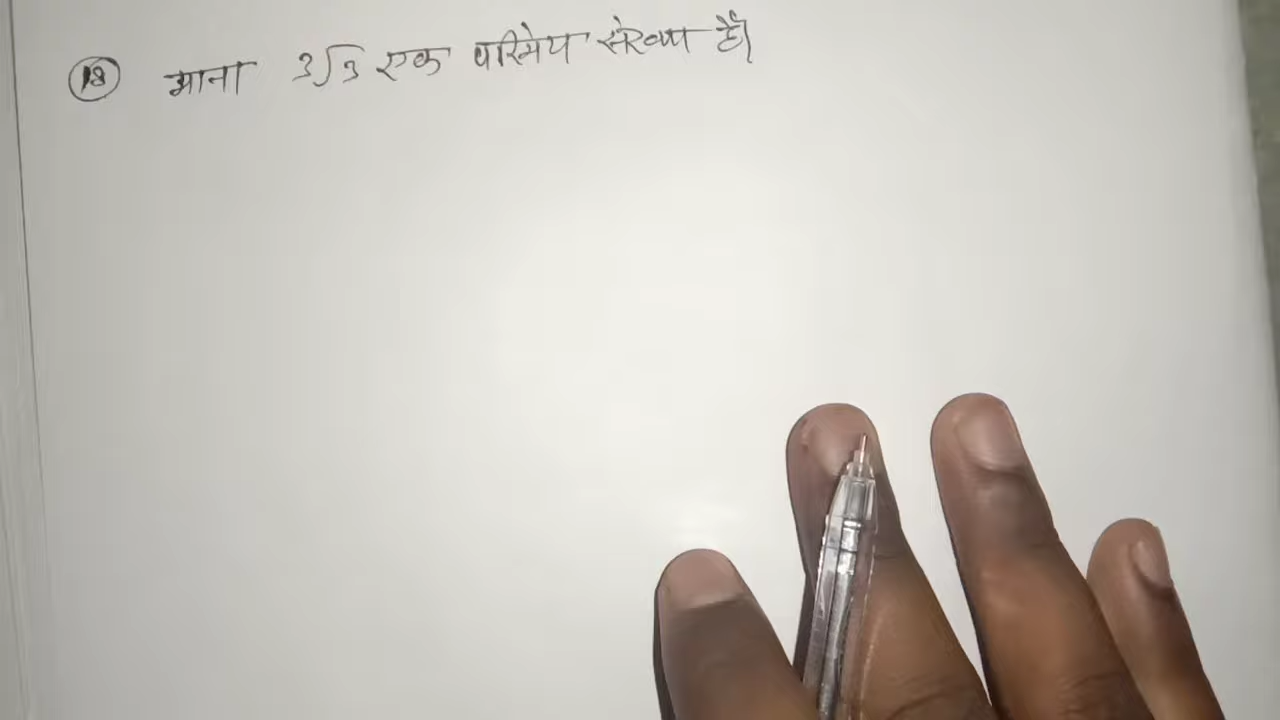 (18) माना 3√3 एक परिमेय संख्या है।